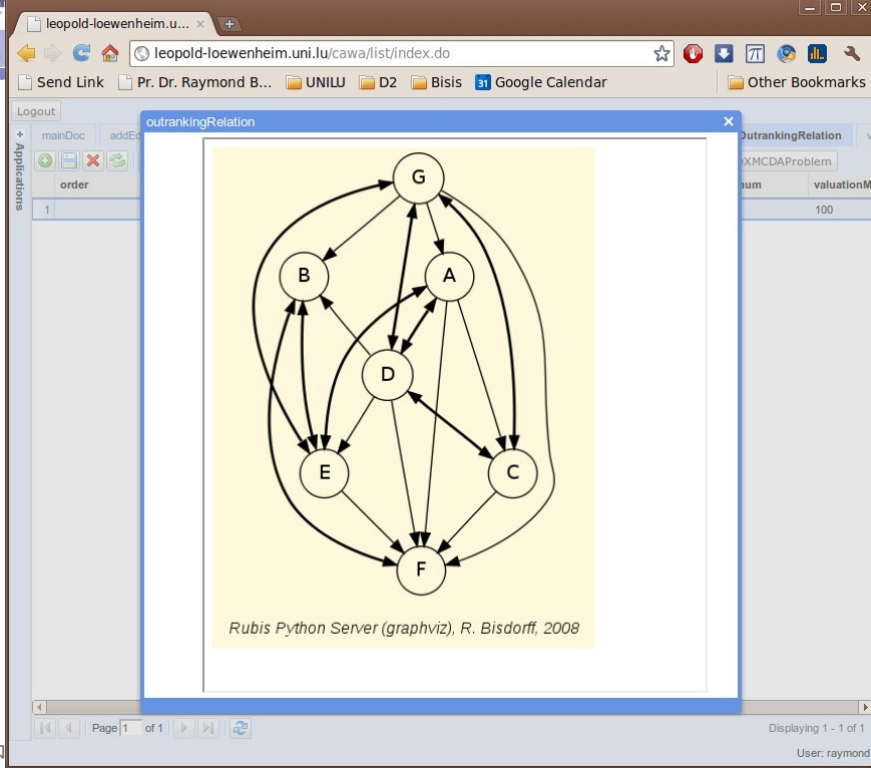 leopold-loewenheim.u...
leopold-loewenheim.uni.lu/cawa/list/index.do
Send Link Pr. Dr. Raymond B... UNILU D2 Bisis 31 Google Calendar Other Bookmarks
Logout
outrankingRelation
mainDoc addEd OutrankingRelation v
Applications
XMCDAProblem
order num valuationM
1 100
G
B A
D
E C
F
Rubis Python Server (graphviz), R. Bisdorff, 2008
Page 1 of 1 Displaying 1 - 1 of 1
User: raymond